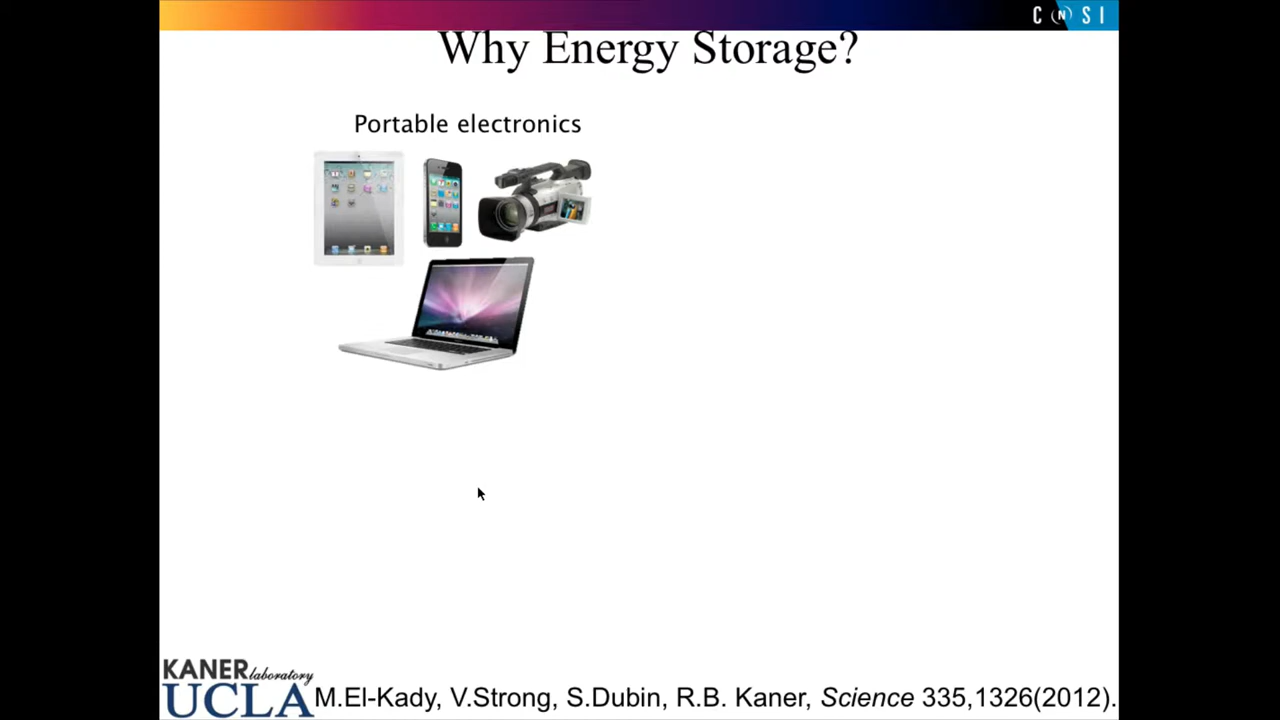 C N S I
Why Energy Storage?
Portable electronics
KANER laboratory
UCLA
M.El-Kady, V.Strong, S.Dubin, R.B. Kaner, Science 335,1326(2012).